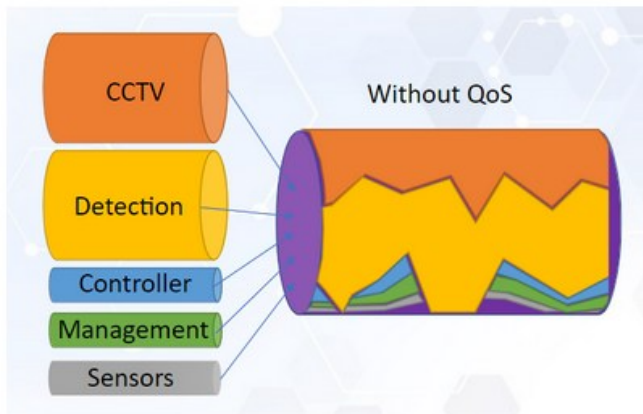 CCTV
Without QoS
Detection
Controller
Management
Sensors